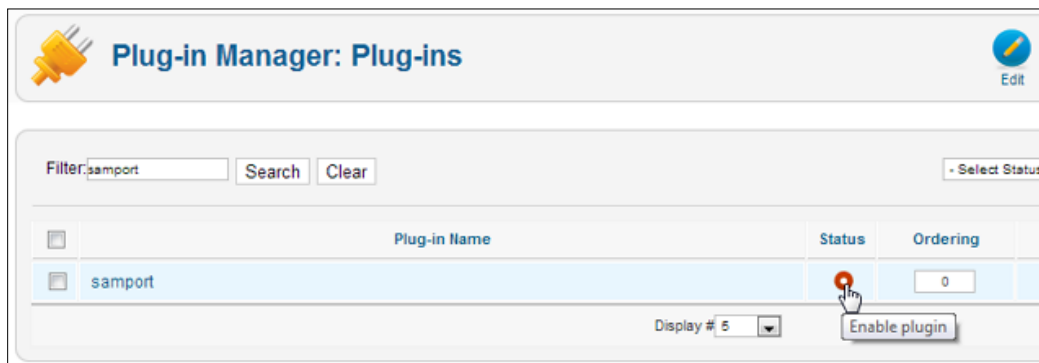 Plug-in Manager: Plug-ins
Edit
Filter: samport Search Clear - Select Status
Plug-in Name Status Ordering
samport 0
Display # 5
Enable plugin